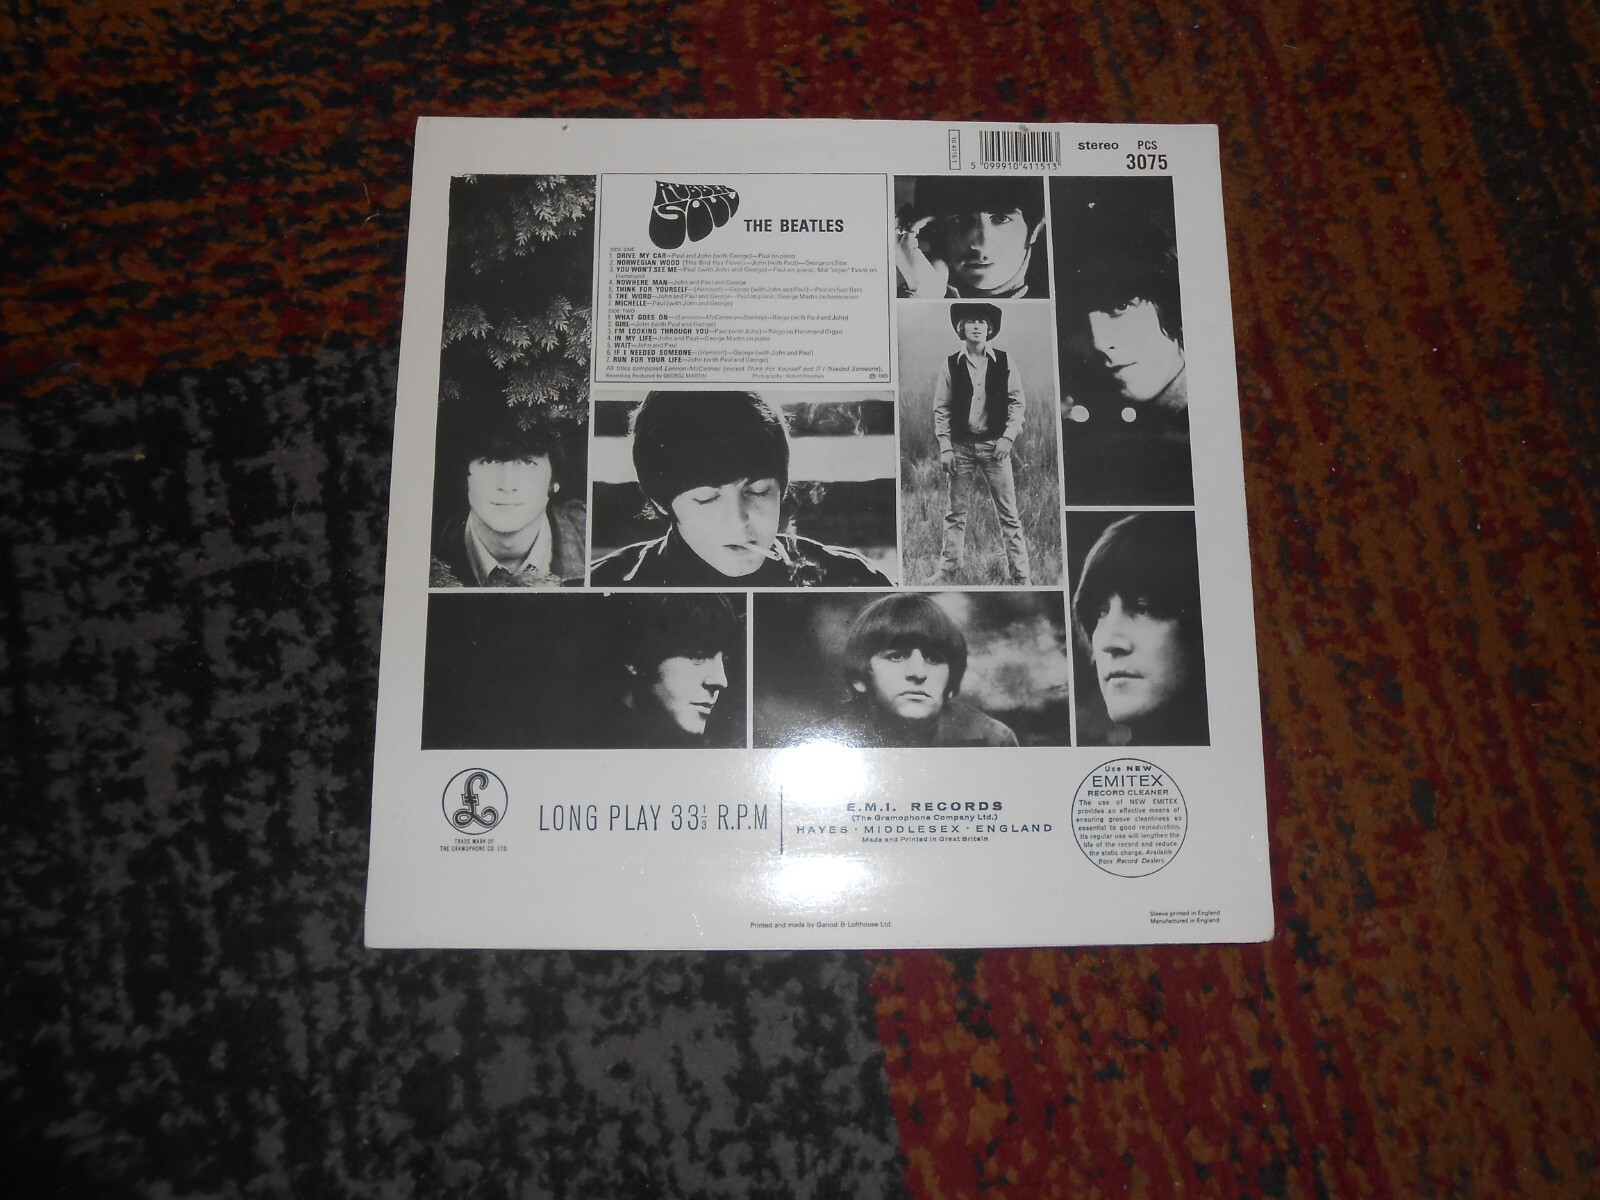 TC 4115 1
5 099910 411513
stereo PCS
3075
RUBBER
SOUL
THE BEATLES
SIDE ONE
1. DRIVE MY CAR—Paul and John (with George)—Paul on piano
2. NORWEGIAN WOOD (This Bird Has Flown)—John (with Paul)—George on Sitar
3. YOU WON'T SEE ME—Paul (with John and George)—Paul on piano; Mal "organ" Evans on
Hammond
4. NOWHERE MAN—John and Paul and George
5. THINK FOR YOURSELF—(Harrison)—George (with John and Paul)—Paul on fuzz Bass
6. THE WORD—John and Paul and George—Paul on piano; George Martin on harmonium
7. MICHELLE—Paul (with John and George)
SIDE TWO
1. WHAT GOES ON—(Lennon—McCartney—Starkey)—Ringo (with Paul and John)
2. GIRL—John (with Paul and George)
3. I'M LOOKING THROUGH YOU—Paul (with John)—Ringo on Hammond Organ
4. IN MY LIFE—John and Paul—George Martin on piano
5. WAIT—John and Paul
6. IF I NEEDED SOMEONE—(Harrison)—George (with John and Paul)
7. RUN FOR YOUR LIFE—John (with Paul and George)
All titles composed Lennon-McCartney (except Think For Yourself and If I Needed Someone).
Recording Produced by GEORGE MARTIN Photography: Robert Freeman ℗ 1965
TRADE MARK OF
THE GRAMOPHONE CO. LTD.
LONG PLAY 33⅓ R.P.M
E.M.I. RECORDS
(The Gramophone Company Ltd.)
HAYES · MIDDLESEX · ENGLAND
Made and Printed in Great Britain
Use NEW
EMITEX
RECORD CLEANER
The use of NEW EMITEX
provides an effective means of
ensuring groove cleanliness so
essential to good reproduction.
Its regular use will lengthen the
life of the record and reduce
the static charge. Available
from Record Dealers
Printed and made by Garrod & Lofthouse Ltd.
Sleeve printed in England
Manufactured in England